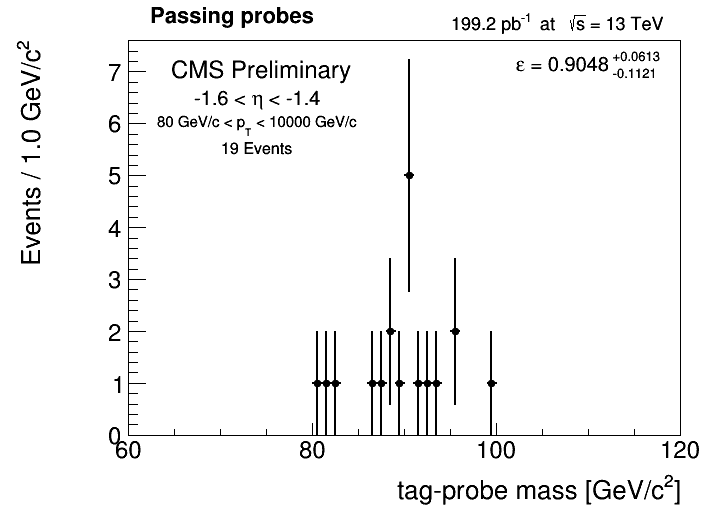 Passing probes
199.2 pb-1 at √s = 13 TeV
CMS Preliminary
-1.6 < η < -1.4
80 GeV/c < pT < 10000 GeV/c
19 Events
ε = 0.9048 +0.0613 -0.1121
Events / 1.0 GeV/c2
7
6
5
4
3
2
1
0
60 80 100 120
tag-probe mass [GeV/c2]